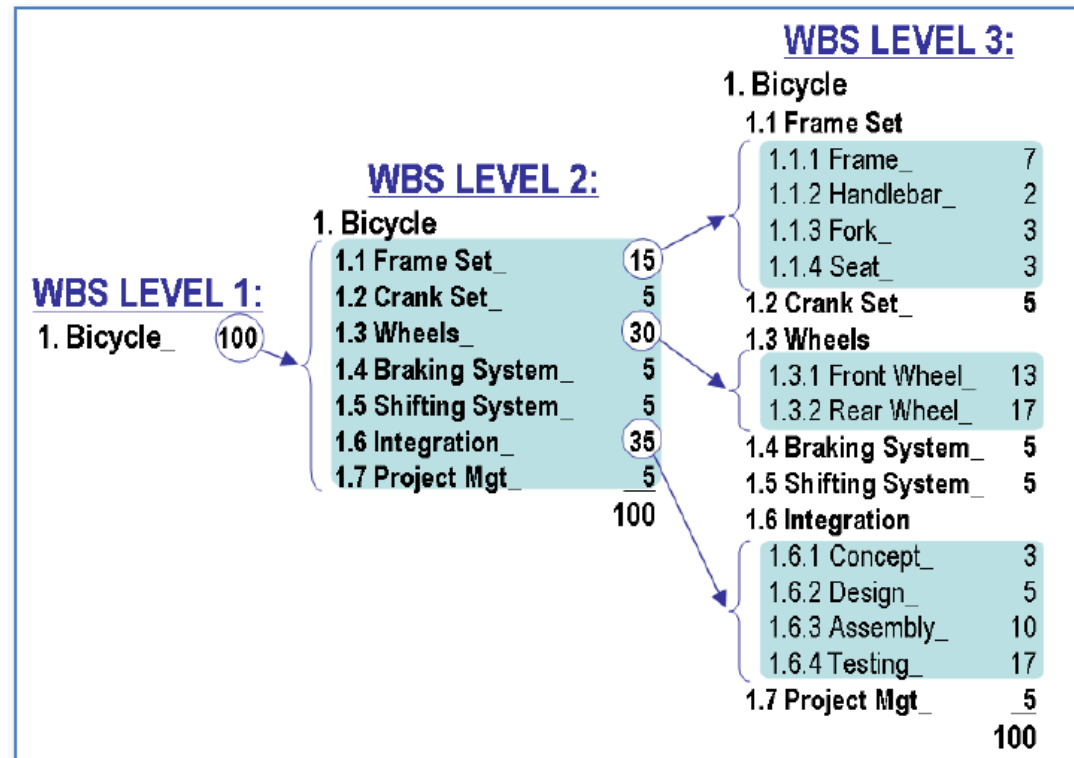 WBS LEVEL 1:
1. Bicycle_ 100
WBS LEVEL 2:
1. Bicycle
1.1 Frame Set_ 15
1.2 Crank Set_ 5
1.3 Wheels_ 30
1.4 Braking System_ 5
1.5 Shifting System_ 5
1.6 Integration_ 35
1.7 Project Mgt_ 5
100
WBS LEVEL 3:
1. Bicycle
1.1 Frame Set
1.1.1 Frame_ 7
1.1.2 Handlebar_ 2
1.1.3 Fork_ 3
1.1.4 Seat_ 3
1.2 Crank Set_ 5
1.3 Wheels
1.3.1 Front Wheel_ 13
1.3.2 Rear Wheel_ 17
1.4 Braking System_ 5
1.5 Shifting System_ 5
1.6 Integration
1.6.1 Concept_ 3
1.6.2 Design_ 5
1.6.3 Assembly_ 10
1.6.4 Testing_ 17
1.7 Project Mgt_ 5
100